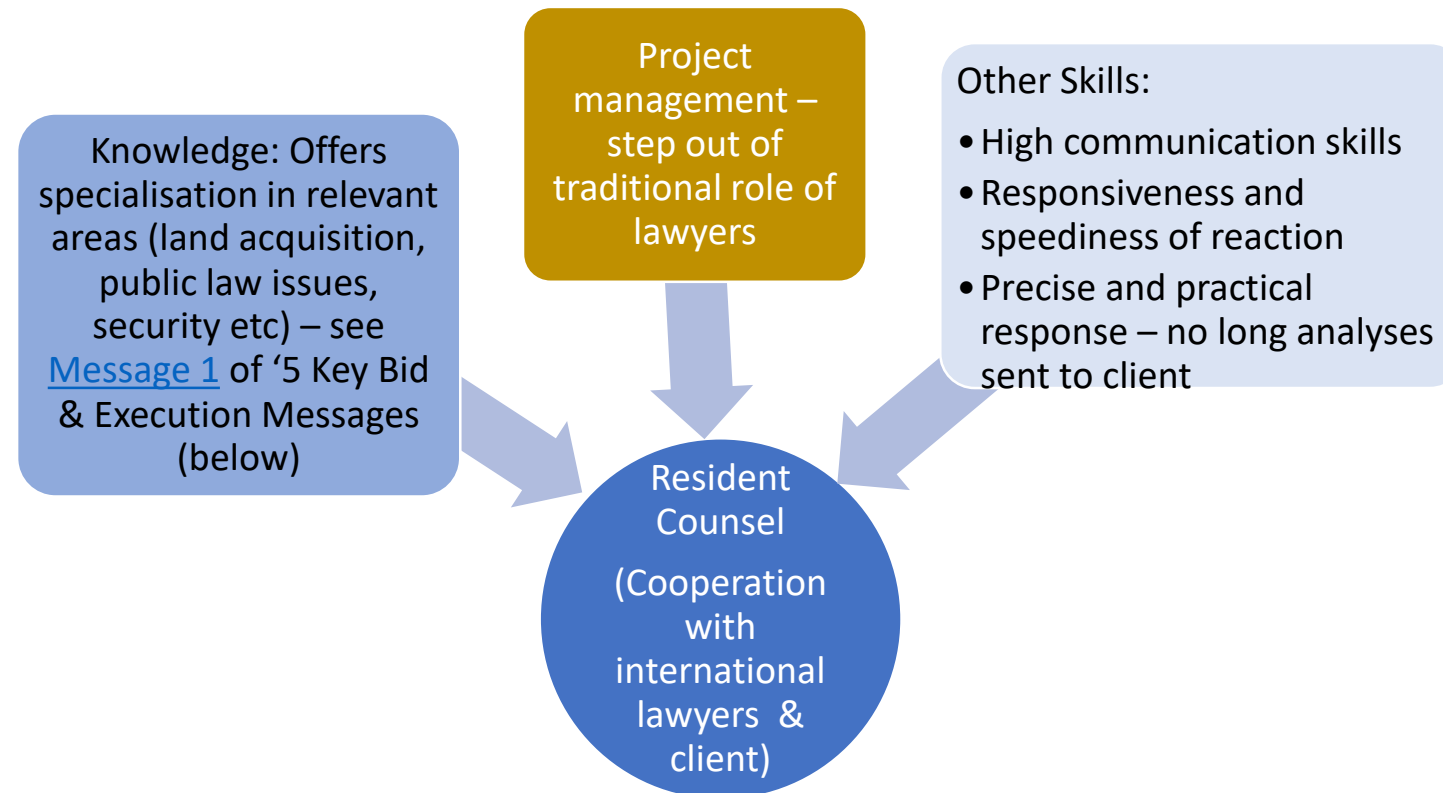 Knowledge: Offers
specialisation in relevant
areas (land acquisition,
public law issues,
security etc) – see
Message 1 of ‘5 Key Bid
& Execution Messages
(below)
Project
management –
step out of
traditional role of
lawyers
Other Skills:
•High communication skills
•Responsiveness and
speediness of reaction
•Precise and practical
response – no long analyses
sent to client
Resident
Counsel
(Cooperation
with
international
lawyers &
client)